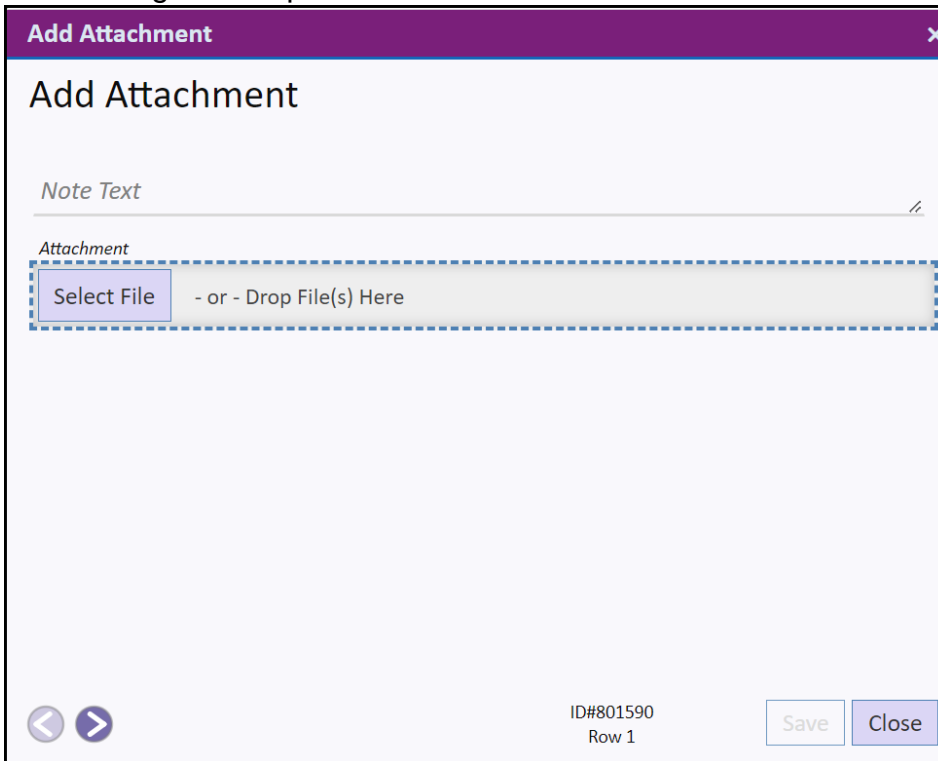 Add Attachment
Add Attachment
Note Text
Attachment
Select File - or - Drop File(s) Here
ID#801590
Row 1
Save Close